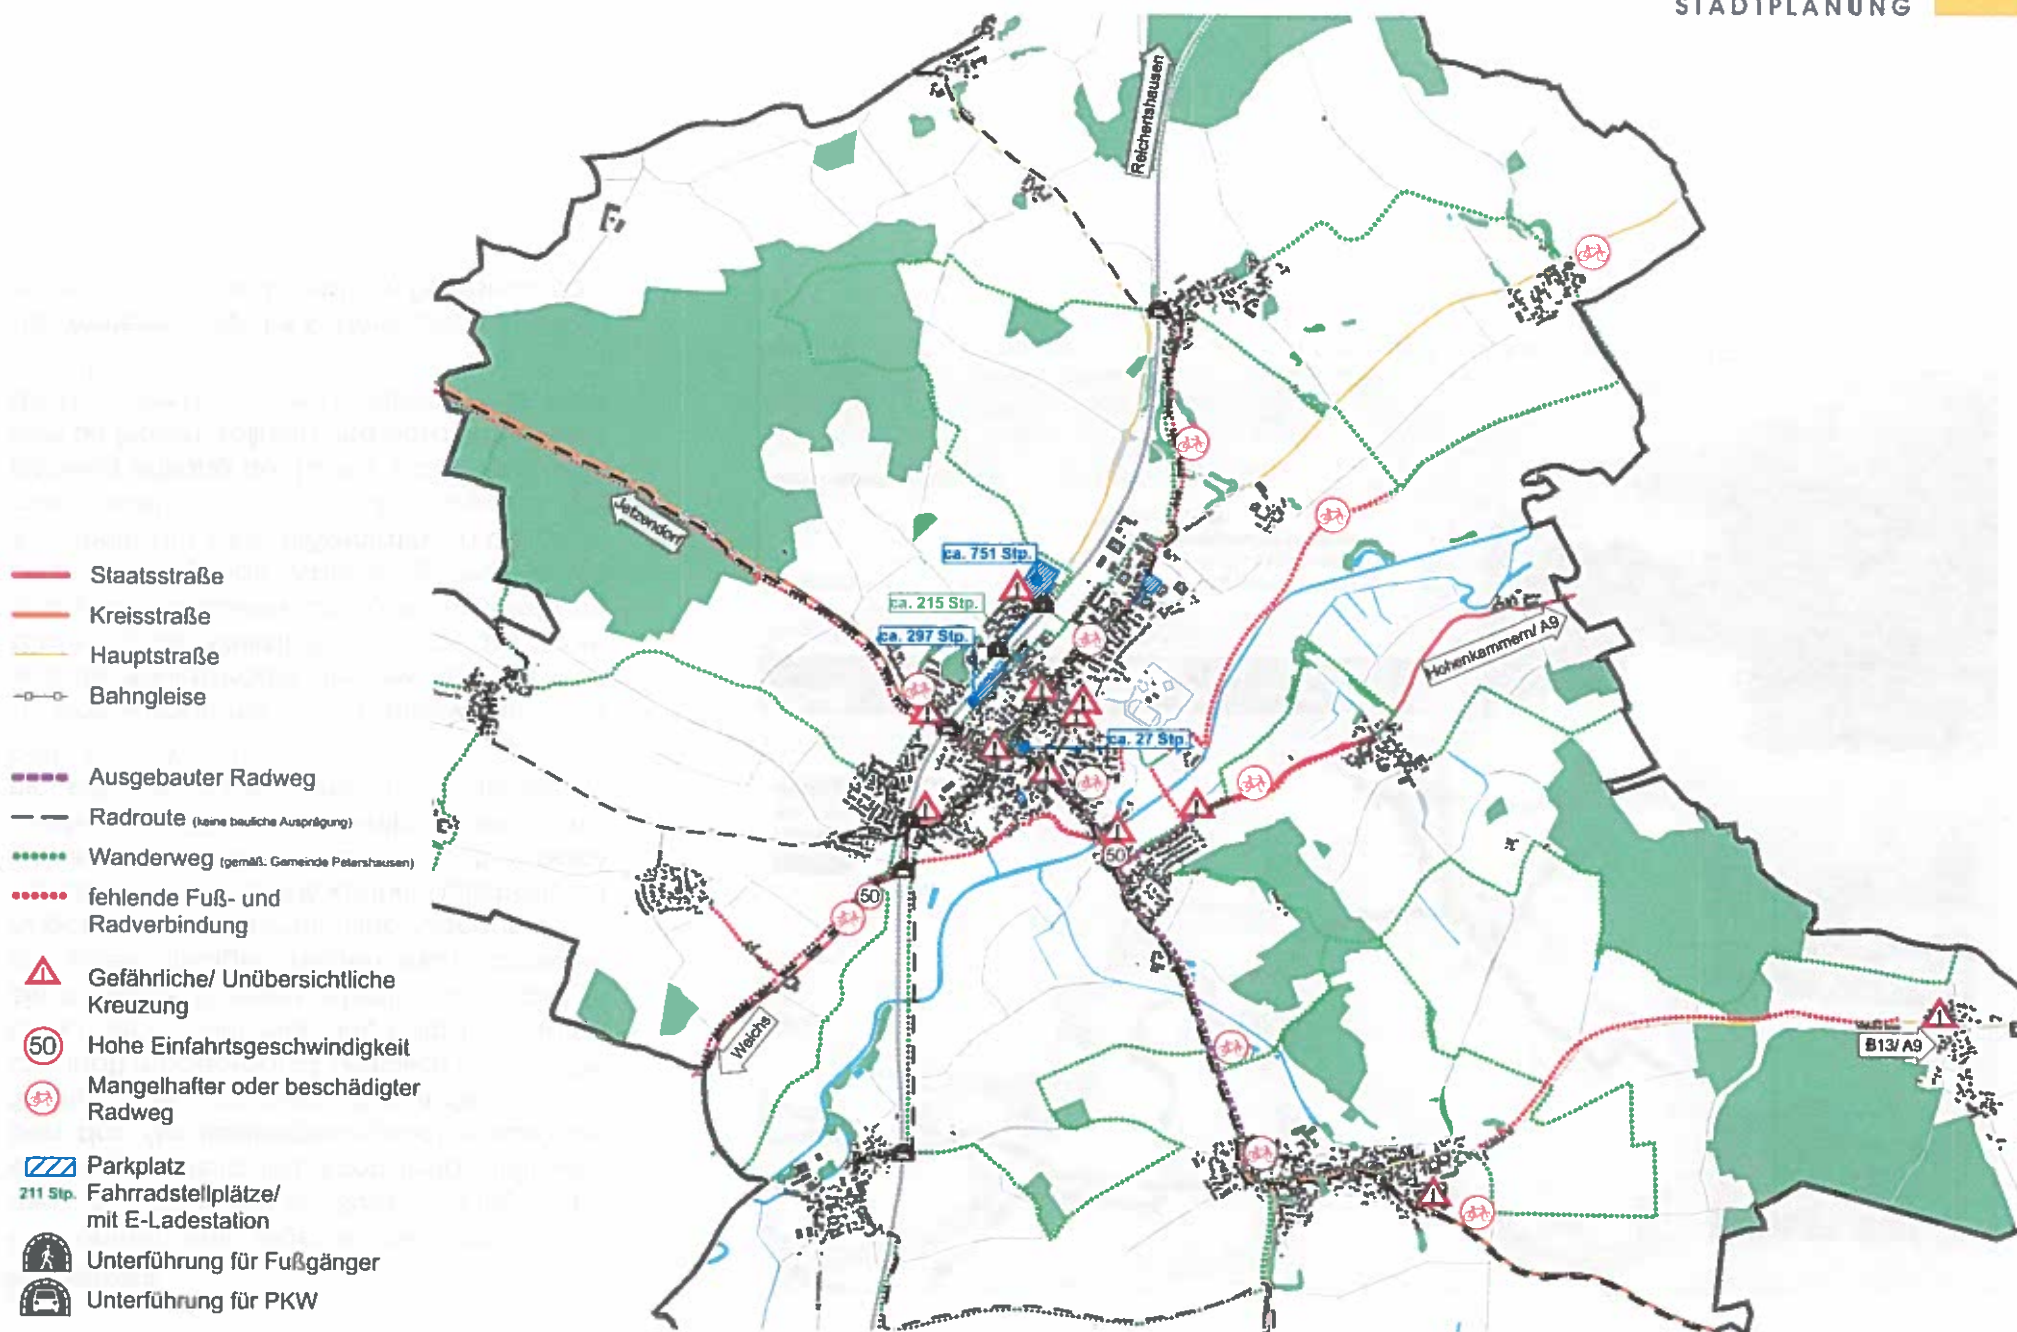 STADTPLANUNG
Reichertshausen
Jetzendorf
ca. 751 Stp.
ca. 215 Stp.
ca. 297 Stp.
ca. 27 Stp.
Hohenkammern/ A9
50
50
Weichs
B13/ A9
Staatsstraße
Kreisstraße
Hauptstraße
Bahngleise
Ausgebauter Radweg
Radroute (keine bauliche Ausprägung)
Wanderweg (gemäß: Gemeinde Petershausen)
fehlende Fuß- und
Radverbindung
Gefährliche/ Unübersichtliche
Kreuzung
50 Hohe Einfahrtsgeschwindigkeit
Mangelhafter oder beschädigter
Radweg
Parkplatz
211 Stp. Fahrradstellplätze/
mit E-Ladestation
Unterführung für Fußgänger
Unterführung für PKW